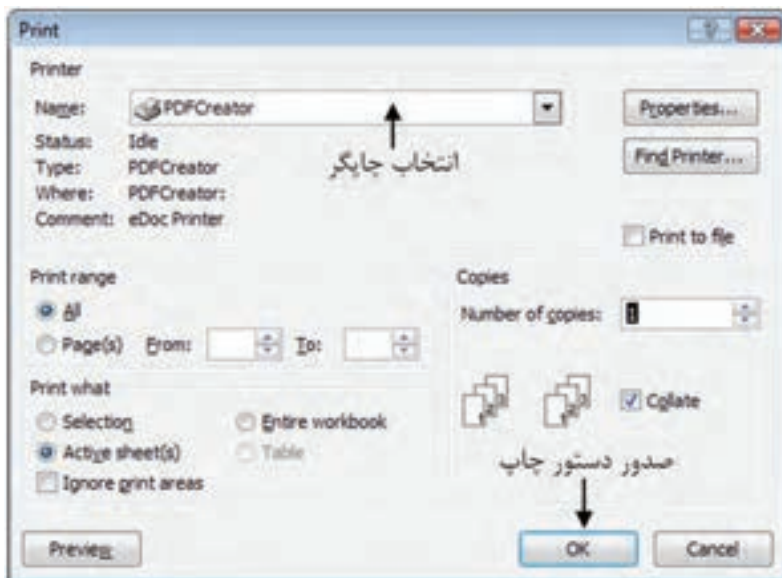 Print
Printer
Name: PDFCreator Properties...
Status: Idle
انتخاب چاپگر
Find Printer...
Type: PDFCreator
Where: PDFCreator:
Comment: eDoc Printer
Print to file
Print range Copies
All Number of copies: 1
Page(s) From: To:
Print what
Selection Entire workbook Collate
Active sheet(s) Table
صدور دستور چاپ
Ignore print areas
Preview OK Cancel